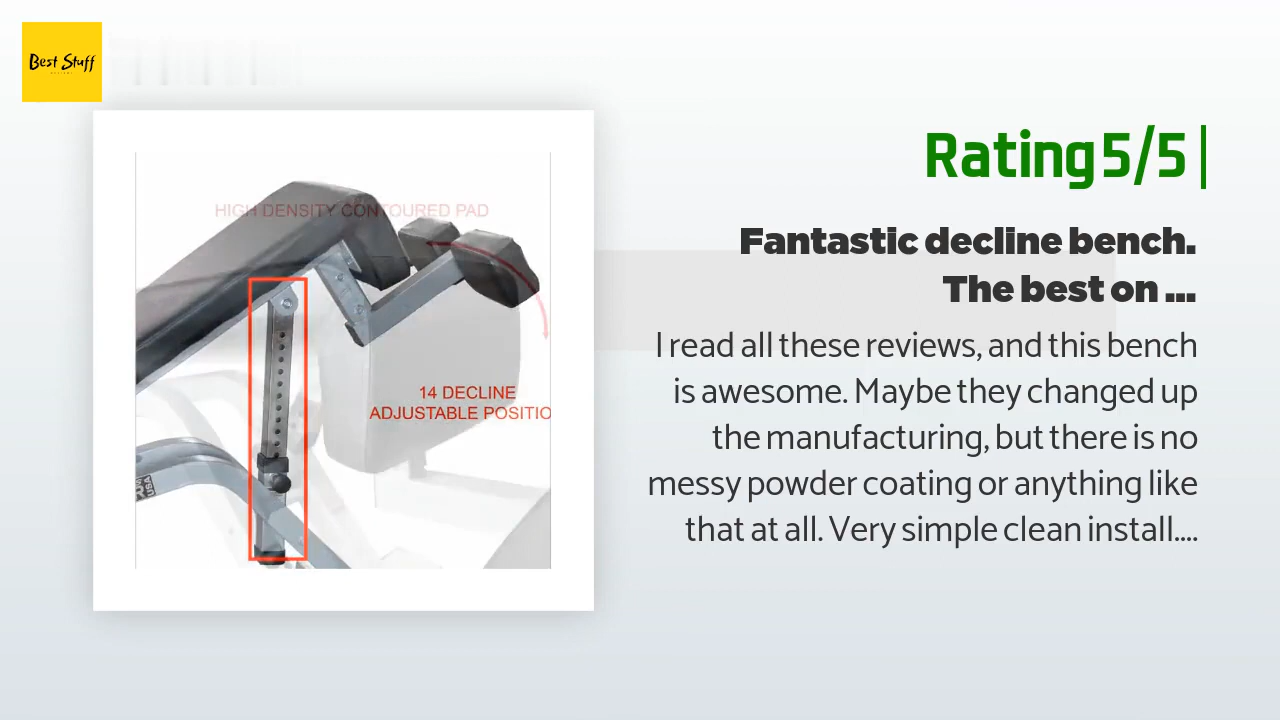 Best Stuff
Rating 5/5 |
Fantastic decline bench.
The best on ...
I read all these reviews, and this bench
is awesome. Maybe they changed up
the manufacturing, but there is no
messy powder coating or anything like
that at all. Very simple clean install....
HIGH DENSITY CONTOURED PAD
14 DECLINE
ADJUSTABLE POSITIO
USA